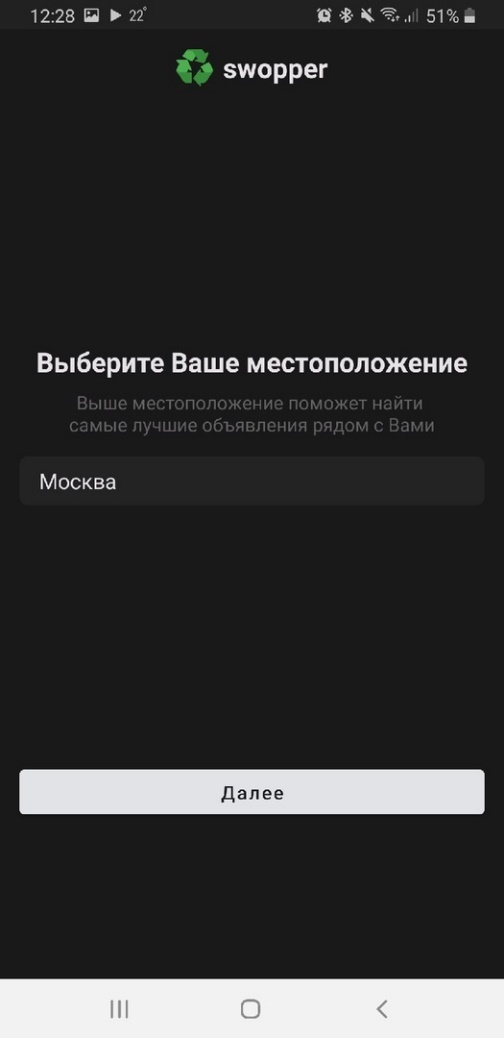 12:28 22° 51%
swopper
Выберите Ваше местоположение
Выше местоположение поможет найти
самые лучшие объявления рядом с Вами
Москва
Далее